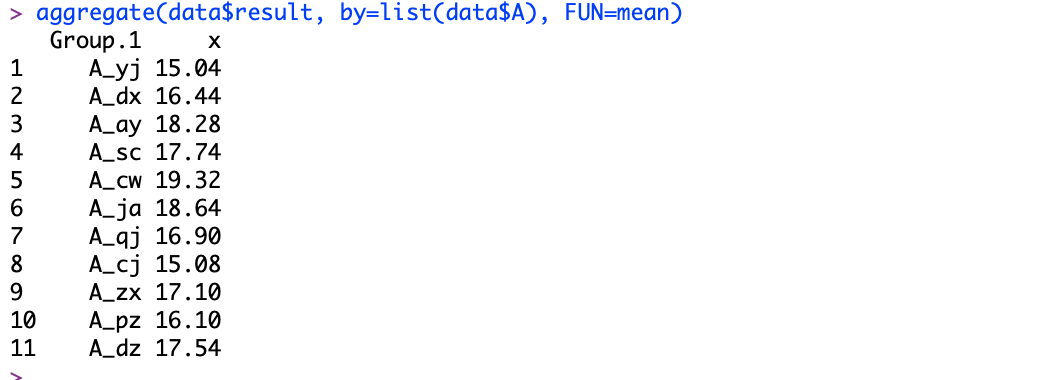 > aggregate(data$result, by=list(data$A), FUN=mean)
   Group.1     x
1     A_yj 15.04
2     A_dx 16.44
3     A_ay 18.28
4     A_sc 17.74
5     A_cw 19.32
6     A_ja 18.64
7     A_qj 16.90
8     A_cj 15.08
9     A_zx 17.10
10    A_pz 16.10
11    A_dz 17.54
>